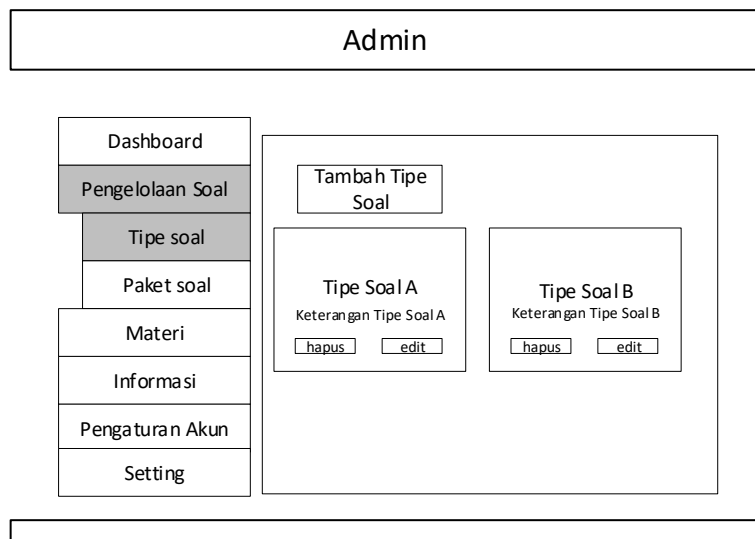 Admin
Dashboard
Pengelolaan Soal
Tipe soal
Paket soal
Materi
Informasi
Pengaturan Akun
Setting
Tambah Tipe
Soal
Tipe Soal A
Keterangan Tipe Soal A
hapus
edit
Tipe Soal B
Keterangan Tipe Soal B
hapus
edit